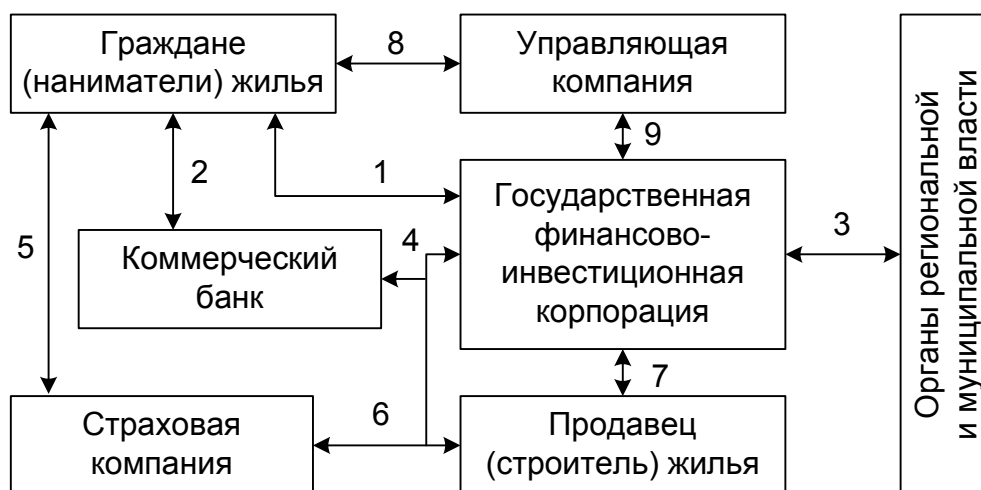 Граждане
(наниматели) жилья
8
Управляющая
компания
9
2
1
5
Коммерческий
банк
4
Государственная
финансово-
инвестиционная
корпорация
3
Органы региональной
и муниципальной власти
7
Страховая
компания
6
Продавец
(строитель) жилья